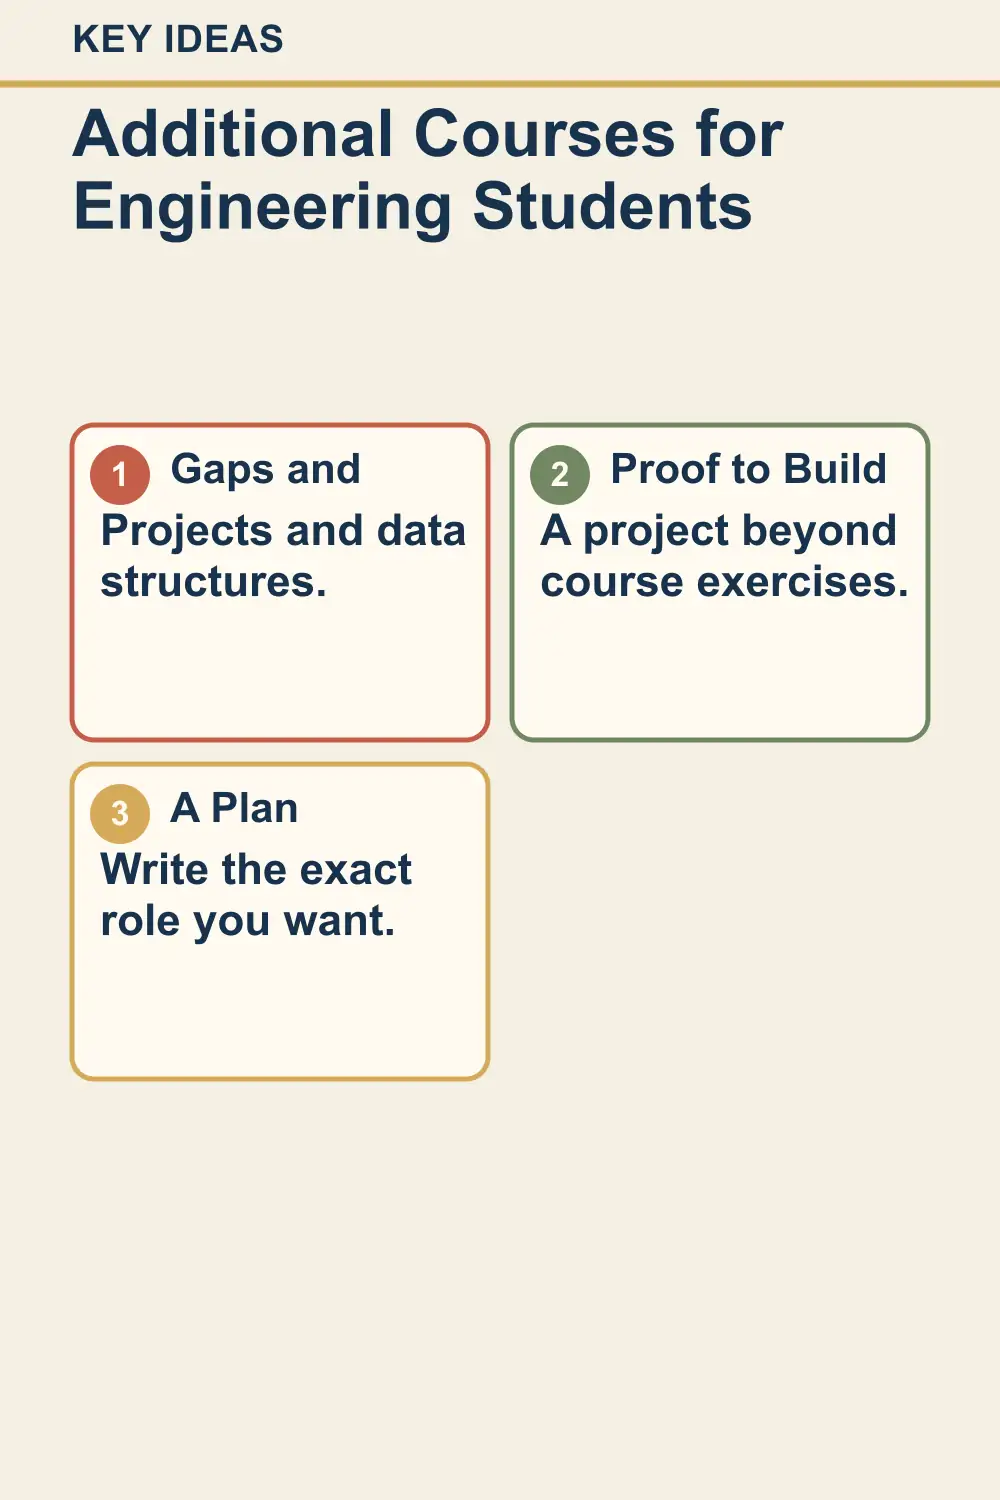 KEY IDEAS
Additional Courses for
Engineering Students
1 Gaps and
Projects and data
structures.
2 Proof to Build
A project beyond
course exercises.
3 A Plan
Write the exact
role you want.